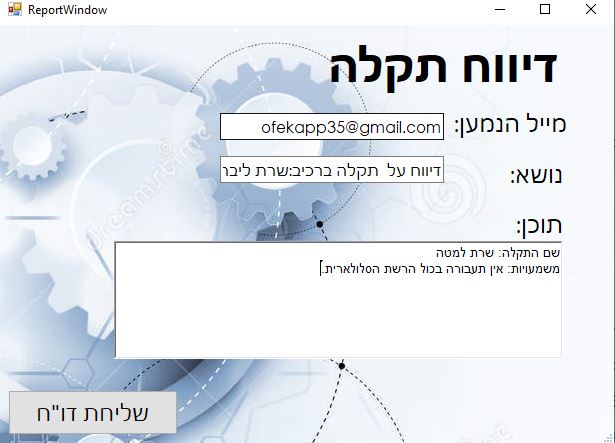 ReportWindow
דיווח תקלה
מייל הנמען:
ofekapp35@gmail.com
נושא:
דיווח על תקלה ברכיב:שרת ליבר
תוכן:
שם התקלה: שרת למטה
משמעויות: אין תעבורה בכול הרשת הסלולארית.
שליחת דו"ח
dreamstime